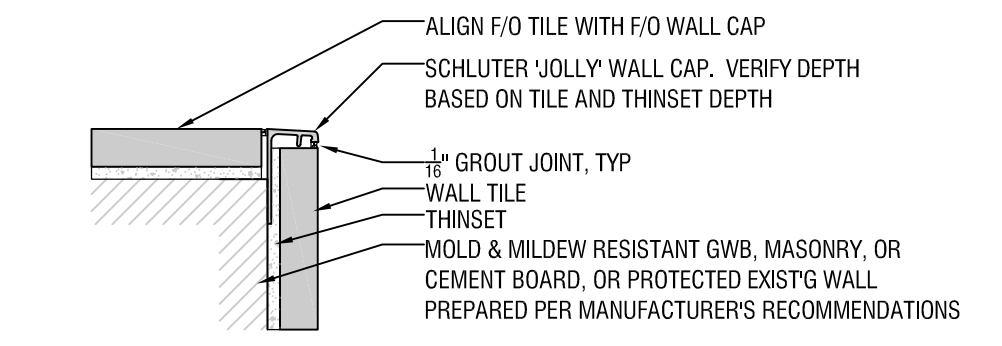 ALIGN F/O TILE WITH F/O WALL CAP
SCHLUTER 'JOLLY' WALL CAP.  VERIFY DEPTH
BASED ON TILE AND THINSET DEPTH
1/16" GROUT JOINT, TYP
WALL TILE
THINSET
MOLD & MILDEW RESISTANT GWB, MASONRY, OR
CEMENT BOARD, OR PROTECTED EXIST'G WALL
PREPARED PER MANUFACTURER'S RECOMMENDATIONS